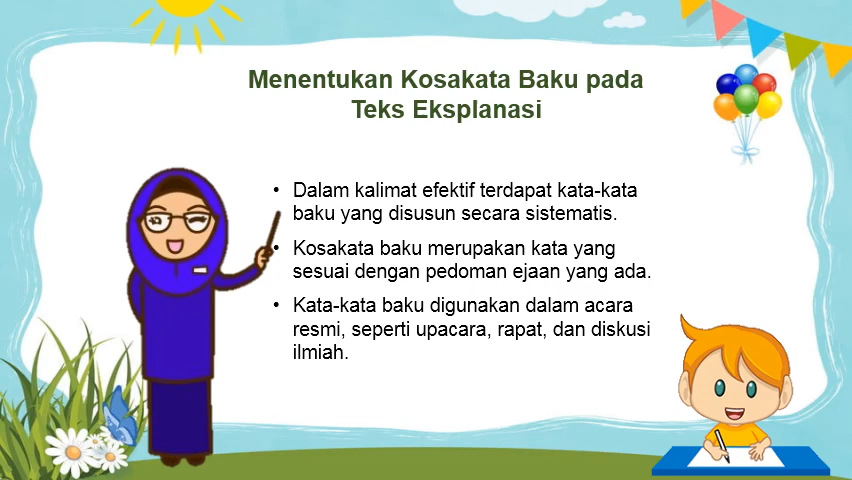 Menentukan Kosakata Baku pada
Teks Eksplanasi
• Dalam kalimat efektif terdapat kata-kata
baku yang disusun secara sistematis.
• Kosakata baku merupakan kata yang
sesuai dengan pedoman ejaan yang ada.
• Kata-kata baku digunakan dalam acara
resmi, seperti upacara, rapat, dan diskusi
ilmiah.